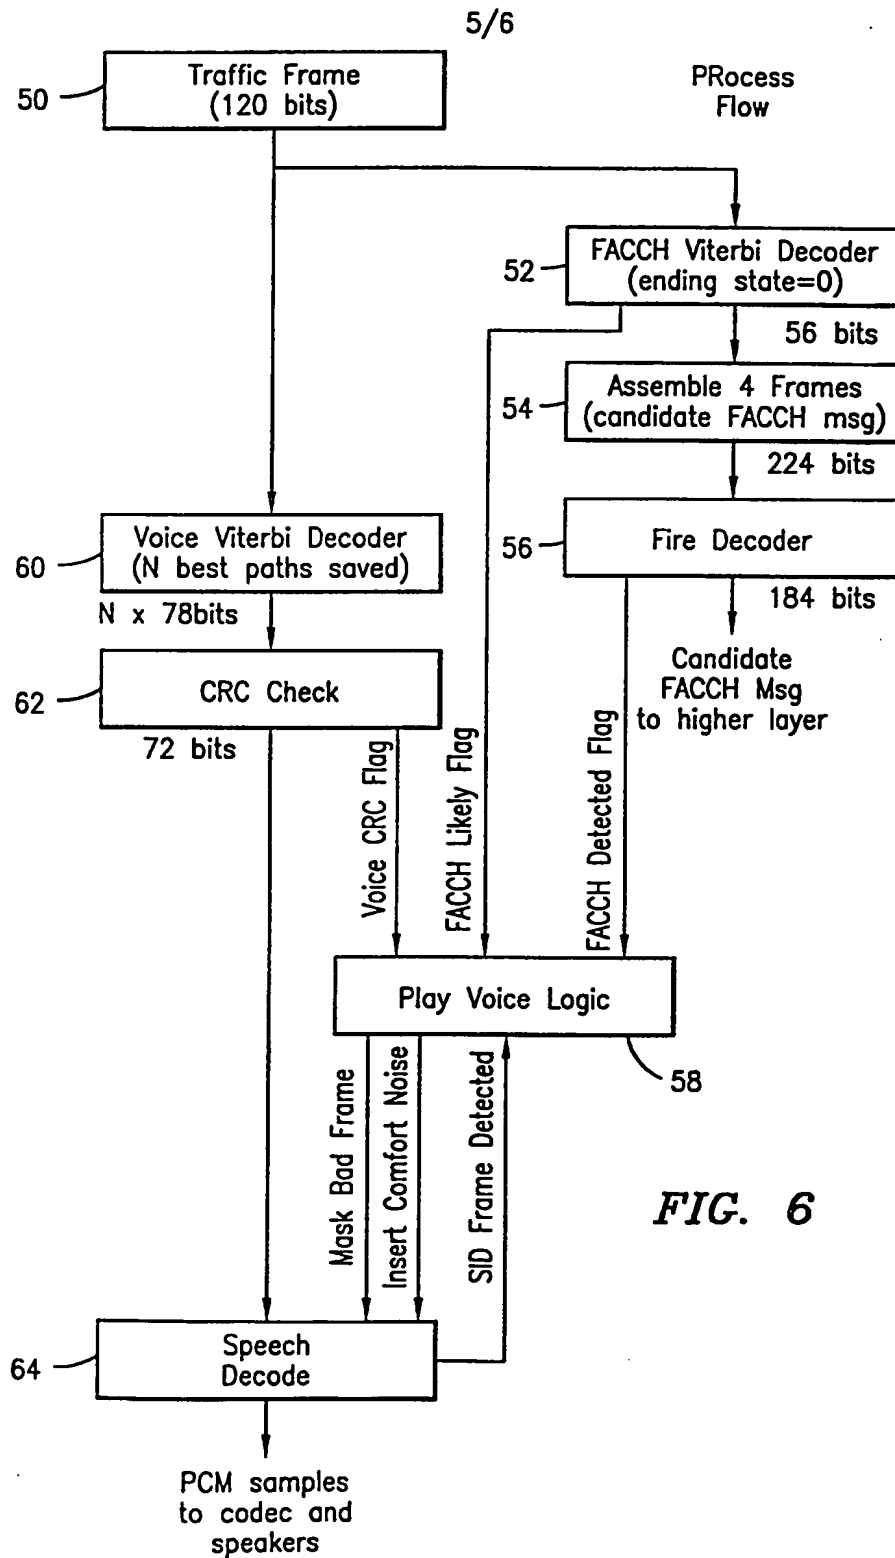 5/6
PRocess
Flow
50
Traffic Frame
(120 bits)
52
FACCH Viterbi Decoder
(ending state=0)
56 bits
54
Assemble 4 Frames
(candidate FACCH msg)
224 bits
56
Fire Decoder
184 bits
Candidate
FACCH Msg
to higher layer
60
Voice Viterbi Decoder
(N best paths saved)
N x 78bits
62
CRC Check
72 bits
Voice CRC Flag
FACCH Likely Flag
FACCH Detected Flag
Play Voice Logic
58
Mask Bad Frame
Insert Comfort Noise
SID Frame Detected
FIG. 6
64
Speech
Decode
PCM samples
to codec and
speakers